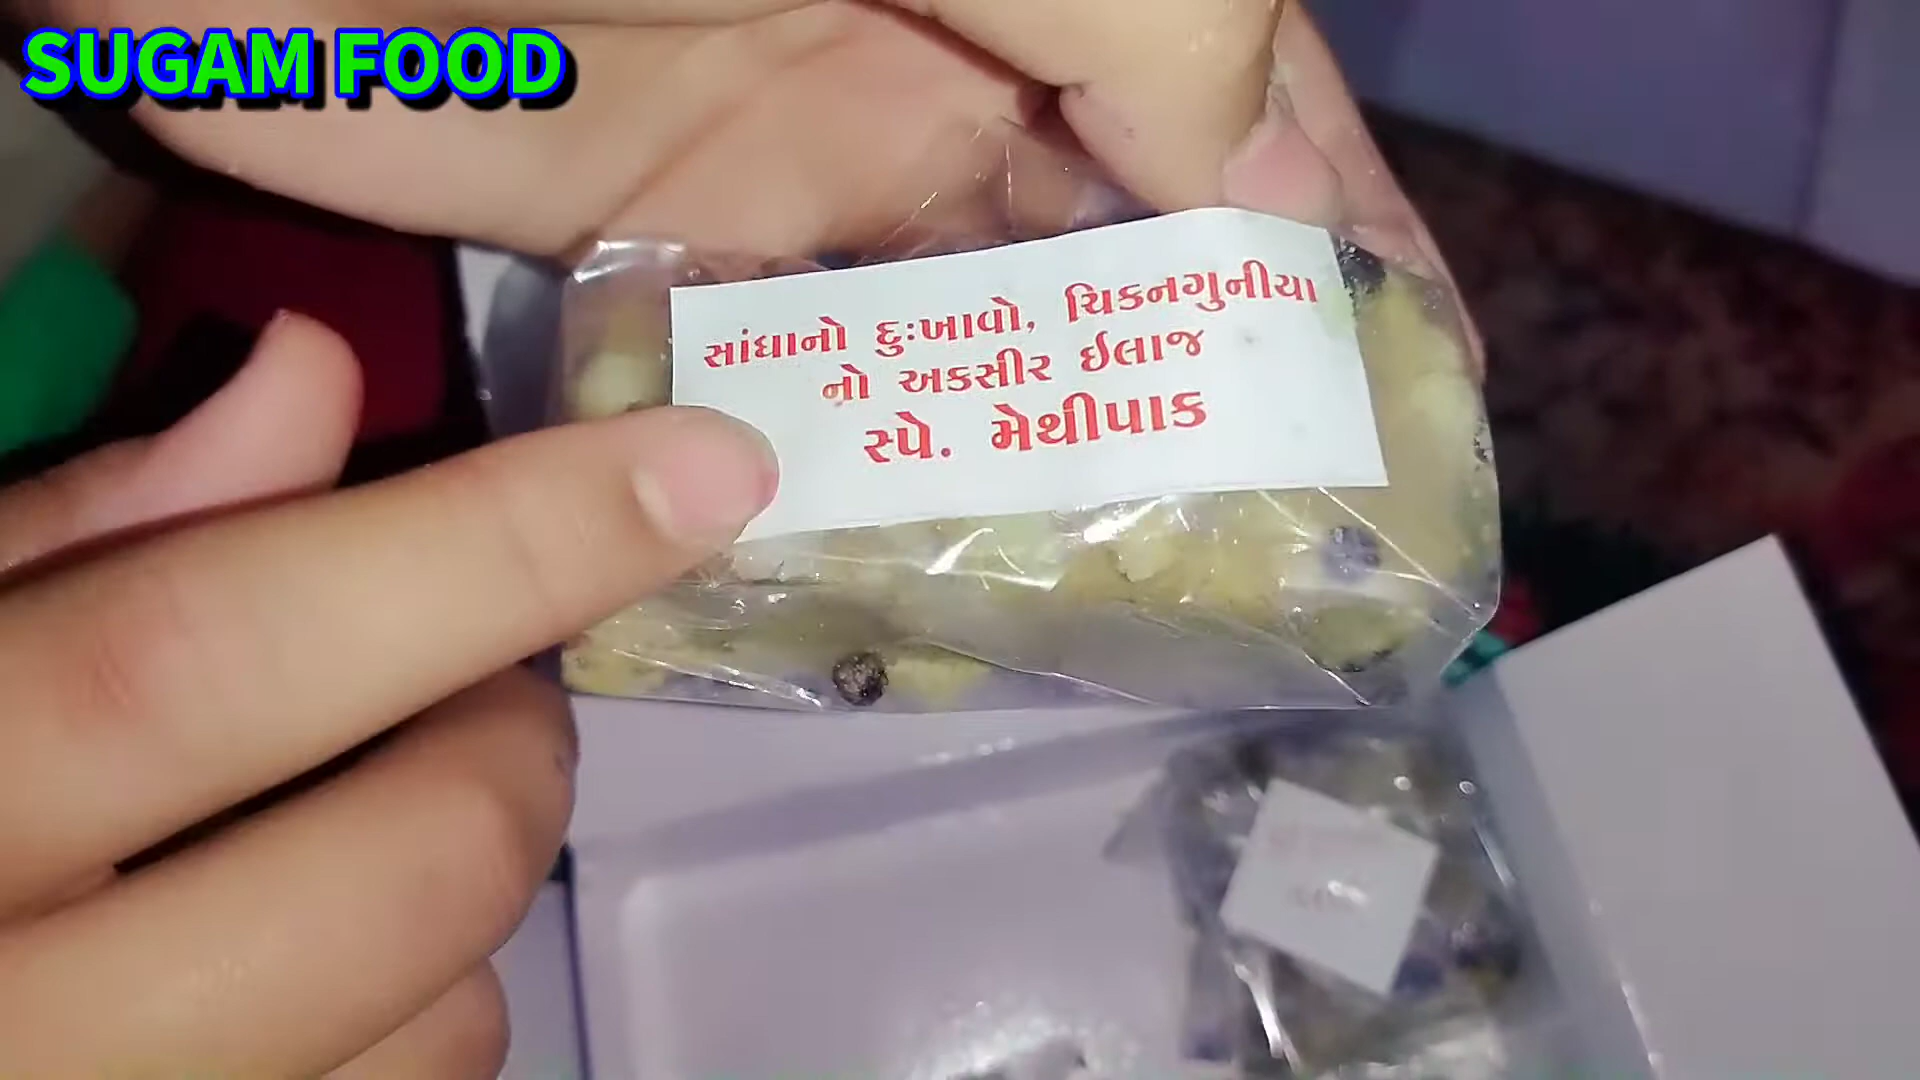 SUGAM FOOD
સાંધાનો દુઃખાવો, ચિકનગુનીયા
નો અકસીર ઈલાજ
સ્પે. મેથીપાક